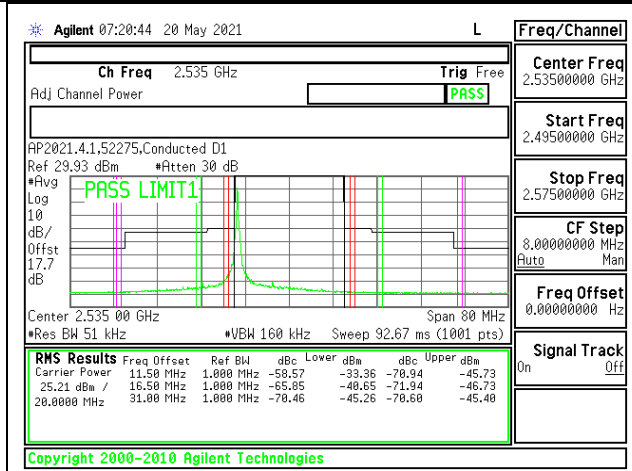 Agilent 07:20:44 20 May 2021 L
Freq/Channel
Ch Freq 2.535 GHz Trig Free
Adj Channel Power PASS
AP2021.4.1,52275,Conducted D1
Ref 29.93 dBm #Atten 30 dB
#Avg
Log
10
dB/
Offst
17.7
dB
PASS LIMIT1
Center 2.535 00 GHz Span 80 MHz
#Res BW 51 kHz #VBW 160 kHz Sweep 92.67 ms (1001 pts)
RMS Results Freq Offset Ref BW dBc Lower dBm dBc Upper dBm
Carrier Power 11.50 MHz 1.000 MHz -58.57 -33.36 -70.94 -45.73
25.21 dBm / 16.50 MHz 1.000 MHz -65.85 -40.65 -71.94 -46.73
20.0000 MHz 31.00 MHz 1.000 MHz -70.46 -45.26 -70.60 -45.40
Copyright 2000-2010 Agilent Technologies
Center Freq
2.53500000 GHz
Start Freq
2.49500000 GHz
Stop Freq
2.57500000 GHz
CF Step
8.00000000 MHz
Auto Man
Freq Offset
0.00000000 Hz
Signal Track
On Off